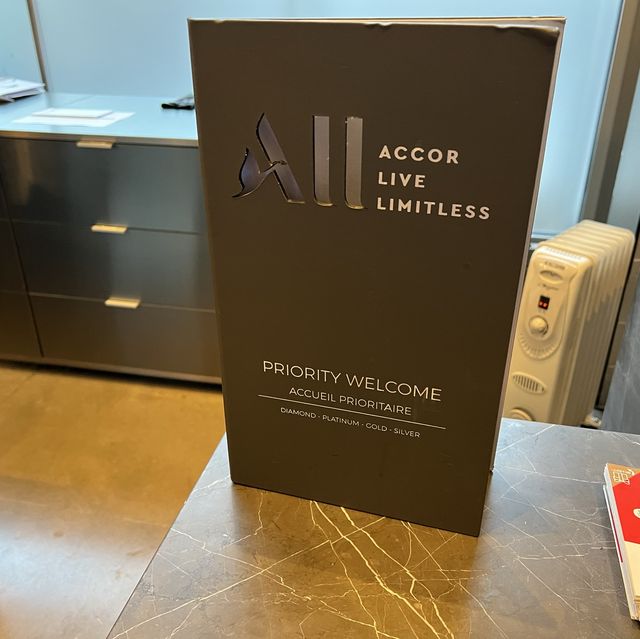 All
ACCOR
LIVE
LIMITLESS
PRIORITY WELCOME
ACCUEIL PRIORITAIRE
DIAMOND - PLATINUM - GOLD - SILVER